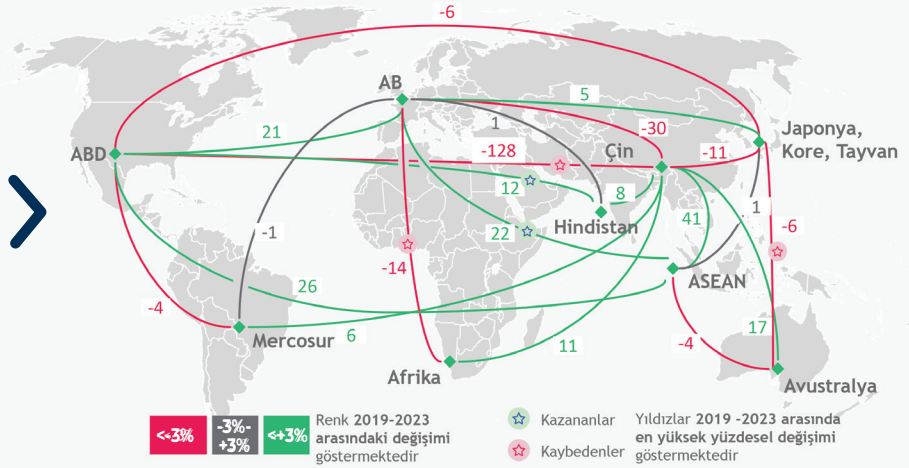 -6
AB
5
21
1
-30
Japonya,
Kore, Tayvan
ABD
-128
Çin
-11
12
8
Hindistan
41
1
-1
22
-6
-14
ASEAN
26
-4
6
17
Mercosur
11
-4
Afrika
Avustralya
<-3%
-3%-
+3%
<+3%
Renk 2019-2023
arasındaki değişimi
göstermektedir
Kazananlar
Kaybedenler
Yıldızlar 2019 -2023 arasında
en yüksek yüzdesel değişimi
göstermektedir